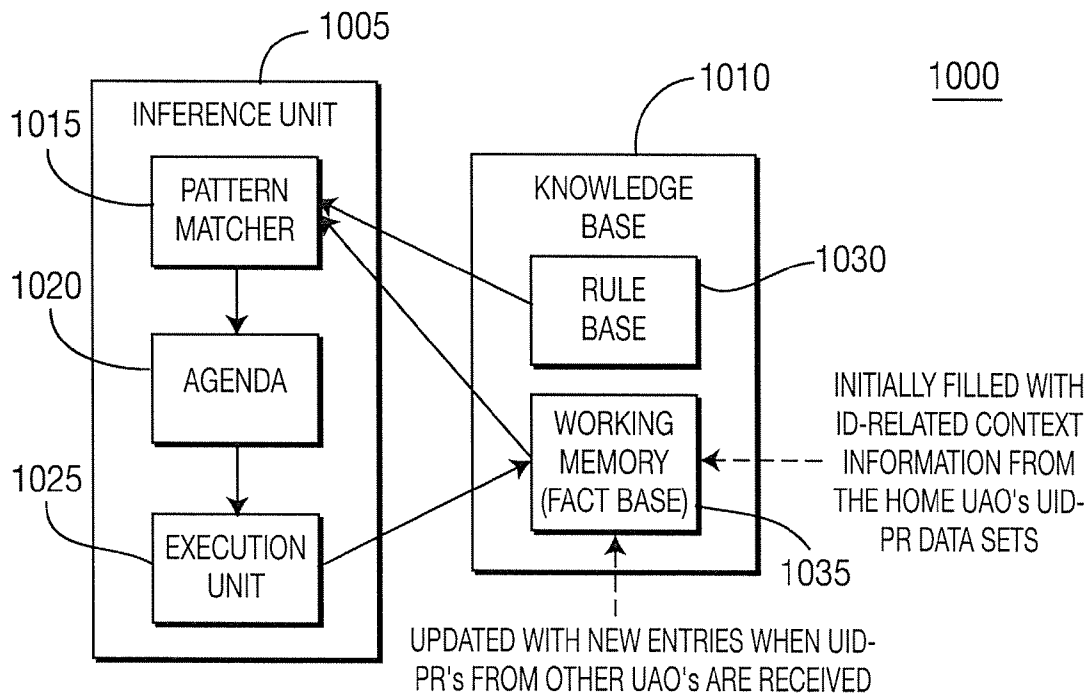 1005
1010
1000
INFERENCE UNIT
1015
PATTERN
MATCHER
KNOWLEDGE
BASE
1030
RULE
BASE
1020
AGENDA
WORKING
MEMORY
(FACT BASE)
INITIALLY FILLED WITH
ID-RELATED CONTEXT
INFORMATION FROM
THE HOME UAO's UID-
PR DATA SETS
1025
EXECUTION
UNIT
1035
UPDATED WITH NEW ENTRIES WHEN UID-
PR's FROM OTHER UAO's ARE RECEIVED